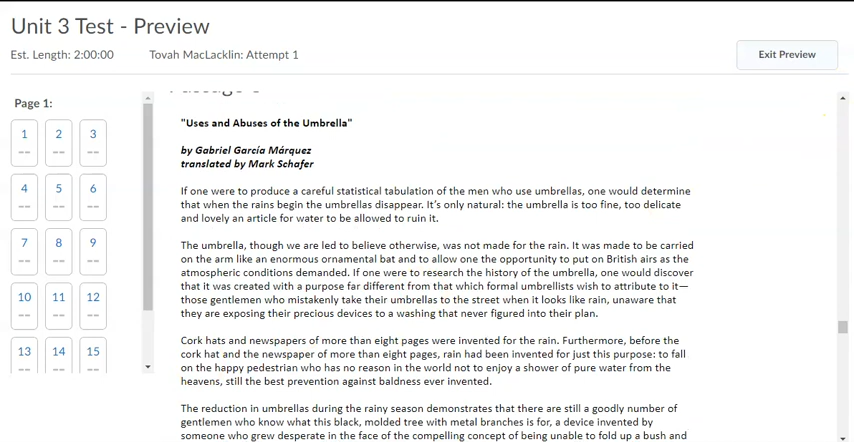 Unit 3 Test - Preview
Est. Length: 2:00:00 Tovah MacLacklin: Attempt 1
Exit Preview
Page 1:
1 2 3
-- -- --
4 5 6
-- -- --
7 8 9
-- -- --
10 11 12
-- -- --
13 14 15
-- -- --
"Uses and Abuses of the Umbrella"
by Gabriel García Márquez
translated by Mark Schafer
If one were to produce a careful statistical tabulation of the men who use umbrellas, one would determine
that when the rains begin the umbrellas disappear. It’s only natural: the umbrella is too fine, too delicate
and lovely an article for water to be allowed to ruin it.
The umbrella, though we are led to believe otherwise, was not made for the rain. It was made to be carried
on the arm like an enormous ornamental bat and to allow one the opportunity to put on British airs as the
atmospheric conditions demanded. If one were to research the history of the umbrella, one would discover
that it was created with a purpose far different from that which formal umbrellists wish to attribute to it—
those gentlemen who mistakenly take their umbrellas to the street when it looks like rain, unaware that
they are exposing their precious devices to a washing that never figured into their plan.
Cork hats and newspapers of more than eight pages were invented for the rain. Furthermore, before the
cork hat and the newspaper of more than eight pages, rain had been invented for just this purpose: to fall
on the happy pedestrian who has no reason in the world not to enjoy a shower of pure water from the
heavens, still the best prevention against baldness ever invented.
The reduction in umbrellas during the rainy season demonstrates that there are still a goodly number of
gentlemen who know what this black, molded tree with metal branches is for, a device invented by
someone who grew desperate in the face of the compelling concept of being unable to fold up a bush and